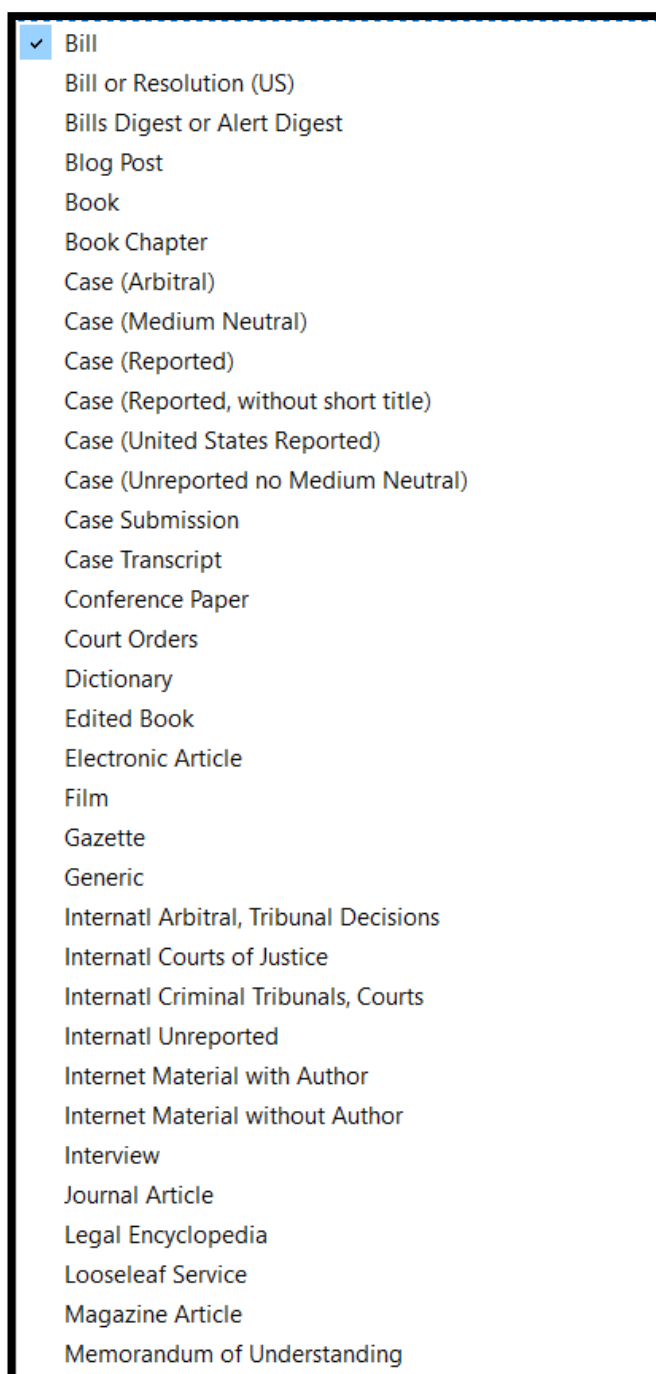 Bill
Bill or Resolution (US)
Bills Digest or Alert Digest
Blog Post
Book
Book Chapter
Case (Arbitral)
Case (Medium Neutral)
Case (Reported)
Case (Reported, without short title)
Case (United States Reported)
Case (Unreported no Medium Neutral)
Case Submission
Case Transcript
Conference Paper
Court Orders
Dictionary
Edited Book
Electronic Article
Film
Gazette
Generic
Internatl Arbitral, Tribunal Decisions
Internatl Courts of Justice
Internatl Criminal Tribunals, Courts
Internatl Unreported
Internet Material with Author
Internet Material without Author
Interview
Journal Article
Legal Encyclopedia
Looseleaf Service
Magazine Article
Memorandum of Understanding